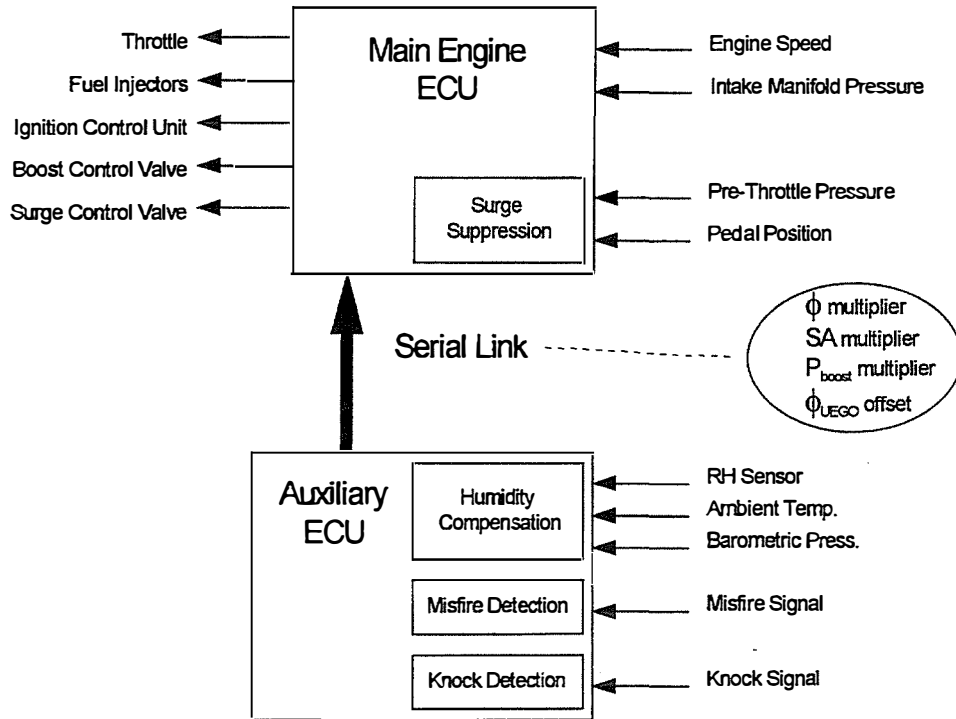 Throttle
Fuel Injectors
Ignition Control Unit
Boost Control Valve
Surge Control Valve
Main Engine
ECU
Surge
Suppression
Engine Speed
Intake Manifold Pressure
Pre-Throttle Pressure
Pedal Position
Serial Link
ϕ multiplier
SA multiplier
P_boost multiplier
ϕ_UEGO offset
Auxiliary
ECU
Humidity
Compensation
Misfire Detection
Knock Detection
RH Sensor
Ambient Temp.
Barometric Press.
Misfire Signal
Knock Signal